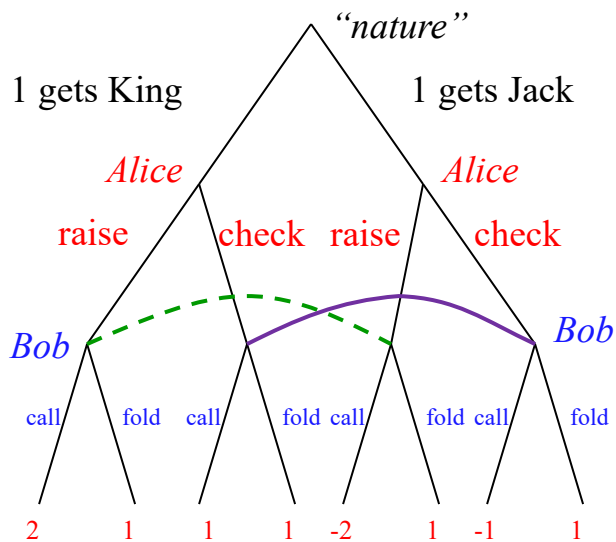 “nature”
1 gets King
1 gets Jack
Alice
Alice
raise
check
raise
check
Bob
Bob
call
fold
call
fold
call
fold
call
fold
2
1
1
1
-2
1
-1
1